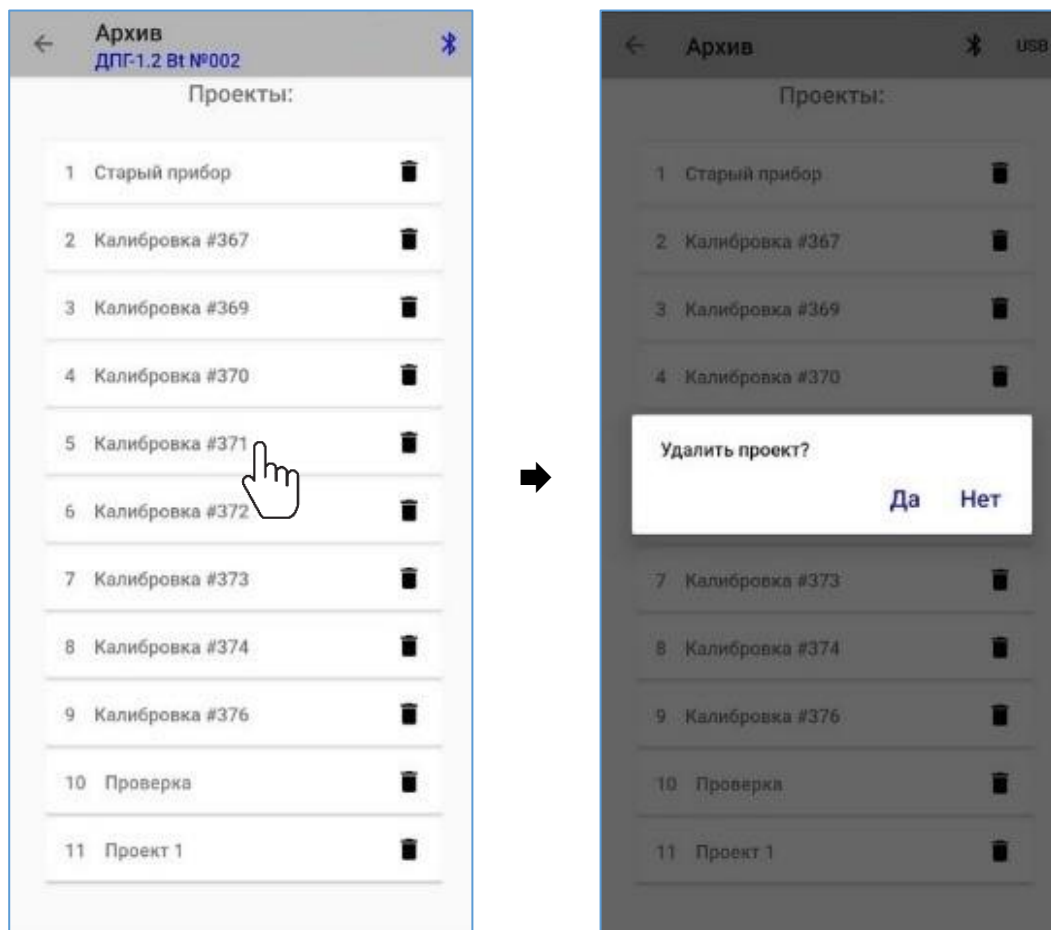 Архив
ДПГ-1.2 Bt №002
Проекты:
1 Старый прибор
2 Калибровка #367
3 Калибровка #369
4 Калибровка #370
5 Калибровка #371
6 Калибровка #372
7 Калибровка #373
8 Калибровка #374
9 Калибровка #376
10 Проверка
11 Проект 1
Архив USB
Проекты:
1 Старый прибор
2 Калибровка #367
3 Калибровка #369
4 Калибровка #370
Удалить проект?
Да Нет
7 Калибровка #373
8 Калибровка #374
9 Калибровка #376
10 Проверка
11 Проект 1